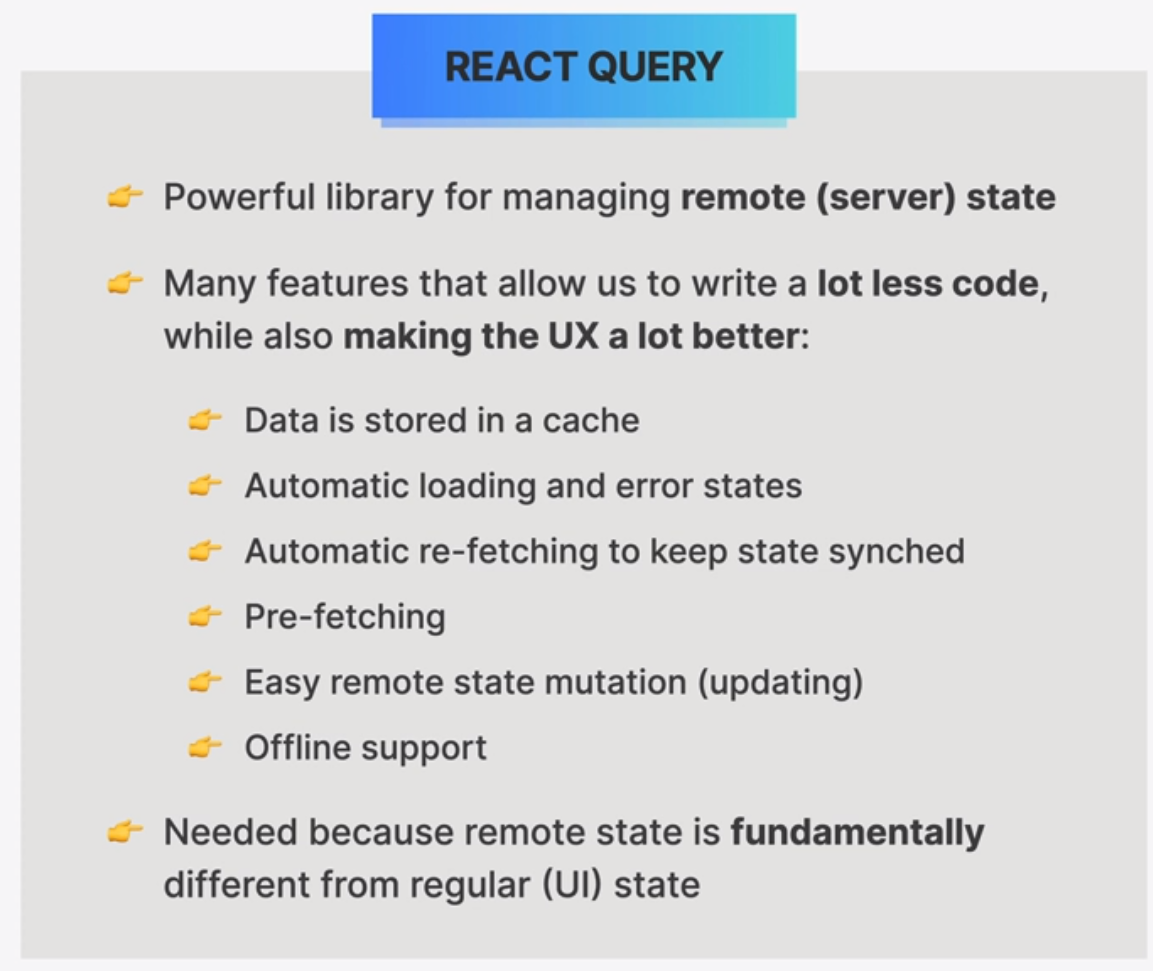 REACT QUERY
👉 Powerful library for managing remote (server) state
👉 Many features that allow us to write a lot less code,
while also making the UX a lot better:
👉 Data is stored in a cache
👉 Automatic loading and error states
👉 Automatic re-fetching to keep state synched
👉 Pre-fetching
👉 Easy remote state mutation (updating)
👉 Offline support
👉 Needed because remote state is fundamentally
different from regular (UI) state